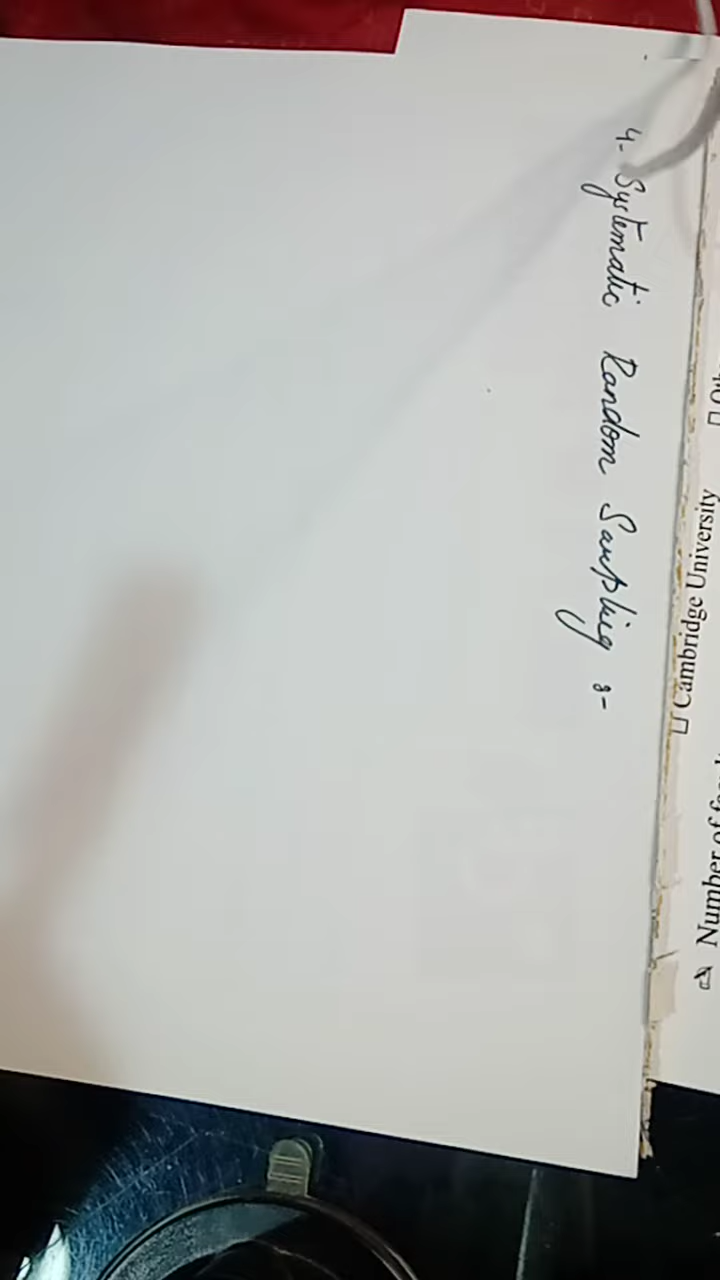 4- Systematic Random Sampling :-
Cambridge University
Number of